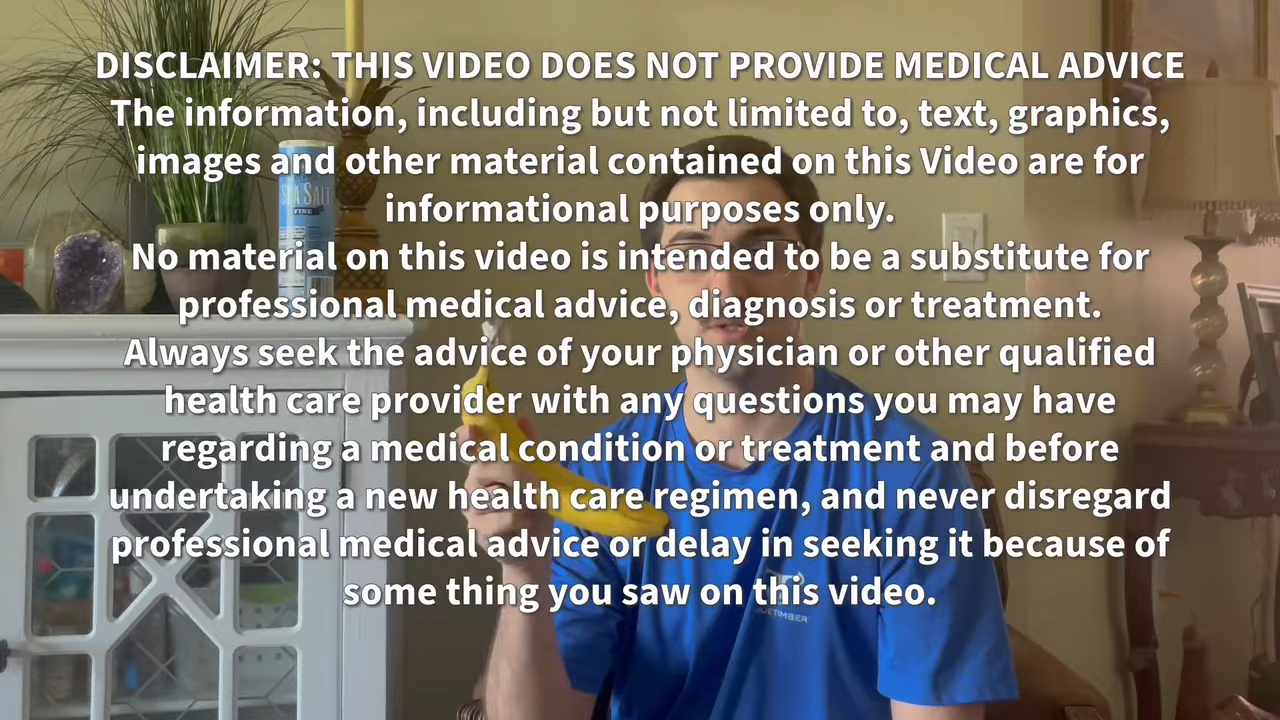 DISCLAIMER: THIS VIDEO DOES NOT PROVIDE MEDICAL ADVICE
The information, including but not limited to, text, graphics,
images and other material contained on this Video are for
informational purposes only.
No material on this video is intended to be a substitute for
professional medical advice, diagnosis or treatment.
Always seek the advice of your physician or other qualified
health care provider with any questions you may have
regarding a medical condition or treatment and before
undertaking a new health care regimen, and never disregard
professional medical advice or delay in seeking it because of
some thing you saw on this video.
SEA SALT
FINE